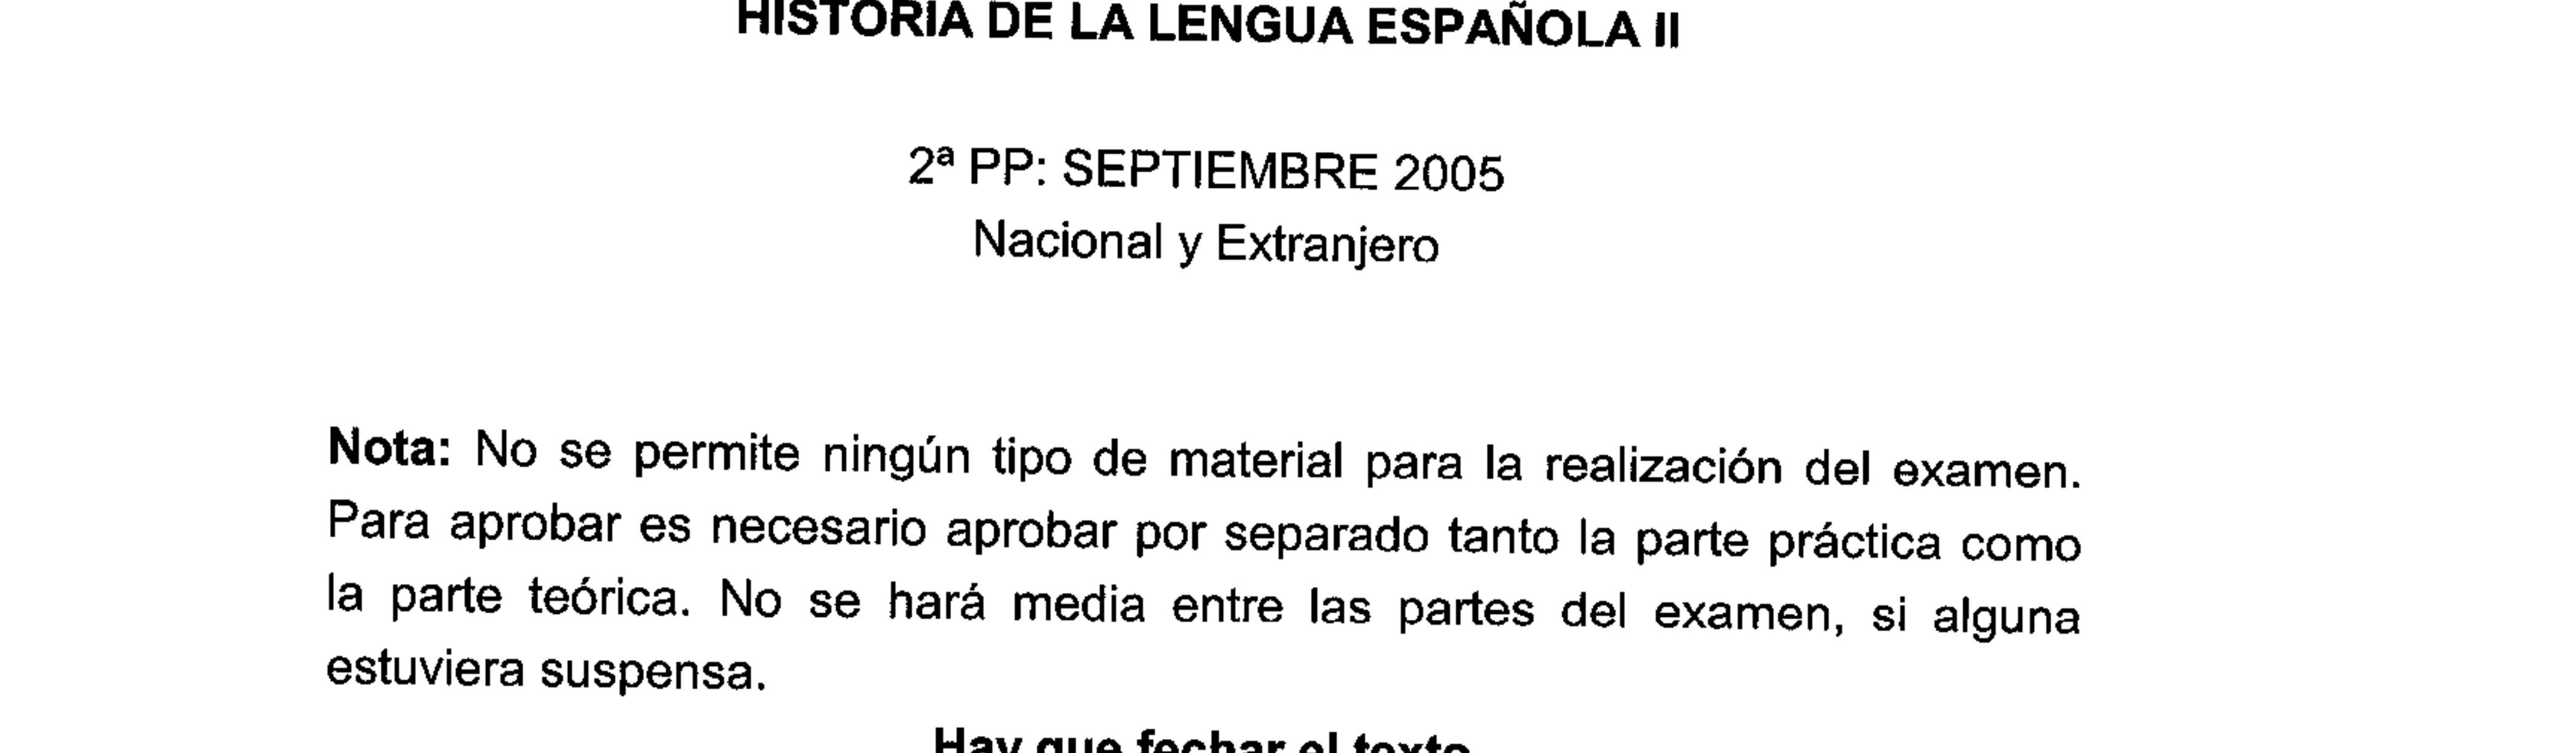 HISTORIA DE LA LENGUA ESPAÑOLA II
2ª PP: SEPTIEMBRE 2005
Nacional y Extranjero
Nota: No se permite ningún tipo de material para la realización del examen.
Para aprobar es necesario aprobar por separado tanto la parte práctica como
la parte teórica. No se hará media entre las partes del examen, si alguna
estuviera suspensa.
Hay que fechar el texto